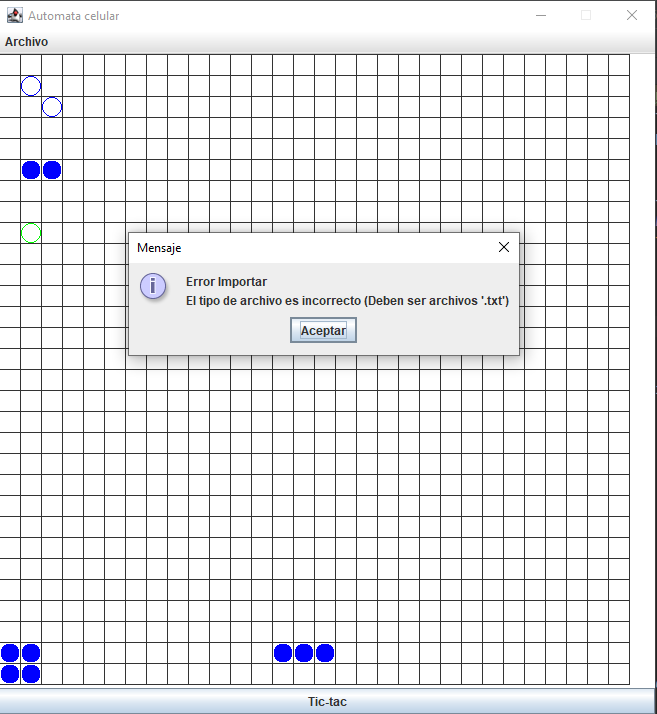 Automata celular
Archivo
Mensaje
Error Importar
El tipo de archivo es incorrecto (Deben ser archivos '.txt')
Aceptar
Tic-tac